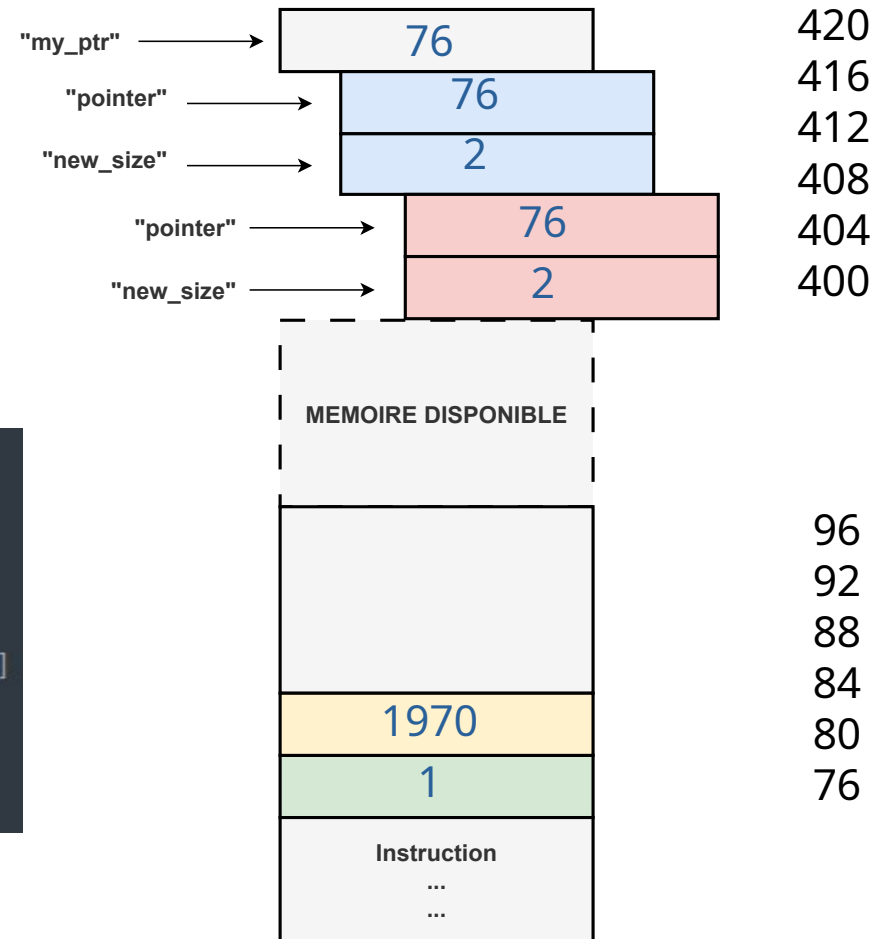 "my_ptr" 76 420
"pointer" 76 416
412
"new_size" 2 408
"pointer" 76 404
"new_size" 2 400
MEMOIRE DISPONIBLE
96
92
88
]
84
1970 80
1 76
Instruction
...
...